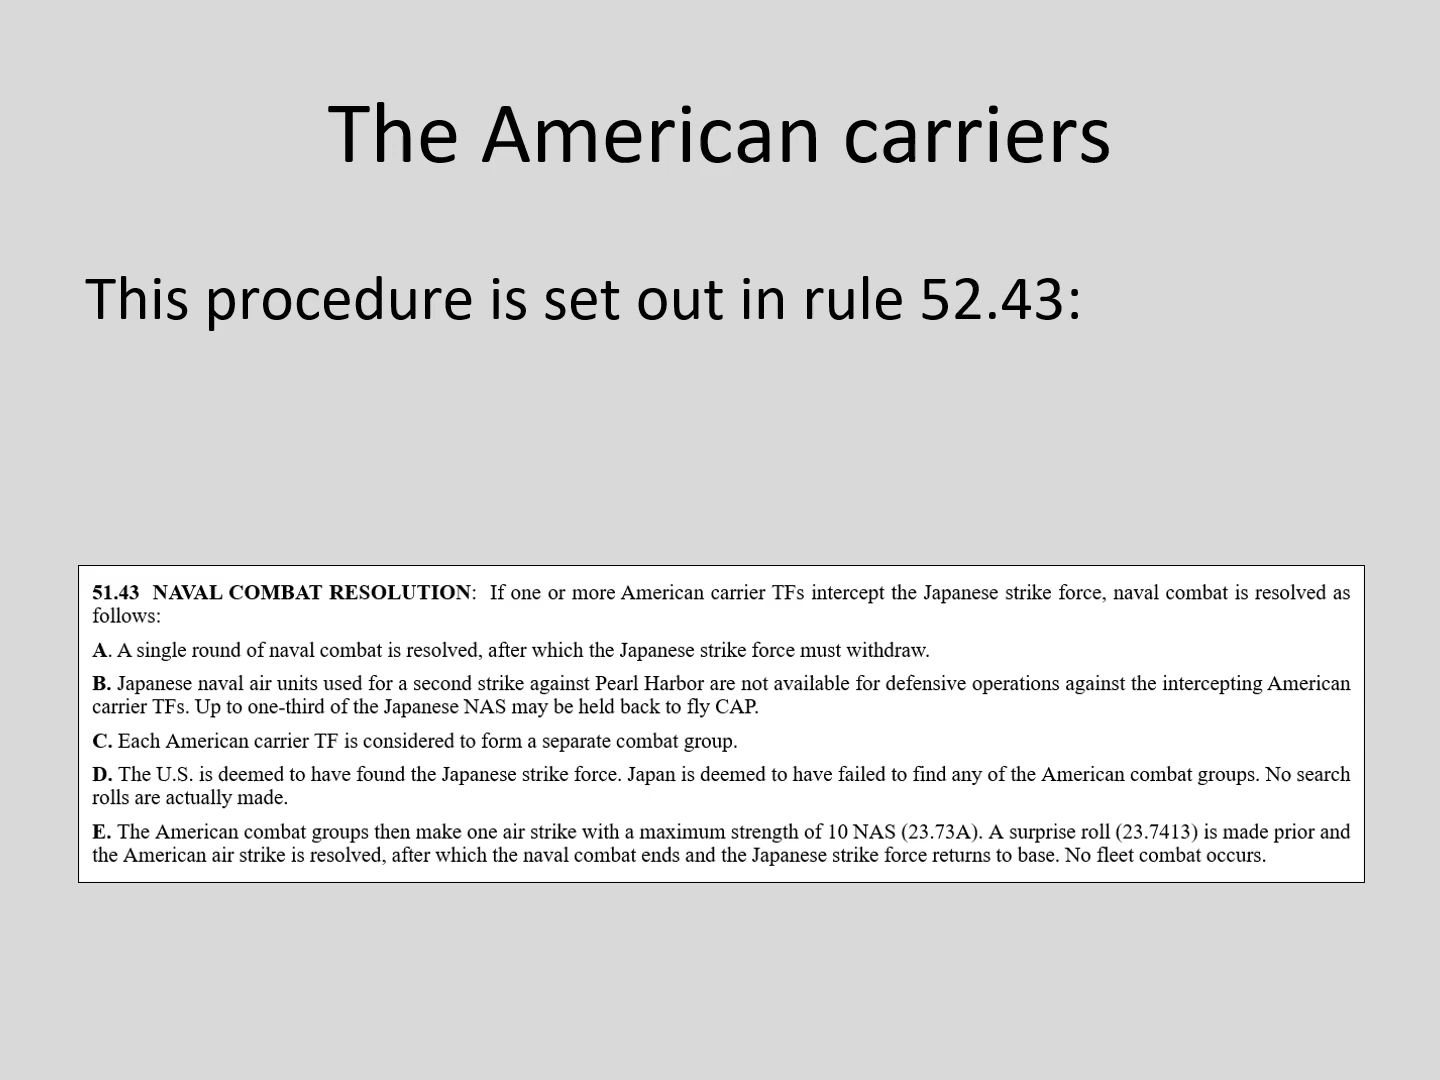 The American carriers
This procedure is set out in rule 52.43:
51.43 NAVAL COMBAT RESOLUTION: If one or more American carrier TFs intercept the Japanese strike force, naval combat is resolved as
follows:
A. A single round of naval combat is resolved, after which the Japanese strike force must withdraw.
B. Japanese naval air units used for a second strike against Pearl Harbor are not available for defensive operations against the intercepting American
carrier TFs. Up to one-third of the Japanese NAS may be held back to fly CAP.
C. Each American carrier TF is considered to form a separate combat group.
D. The U.S. is deemed to have found the Japanese strike force. Japan is deemed to have failed to find any of the American combat groups. No search
rolls are actually made.
E. The American combat groups then make one air strike with a maximum strength of 10 NAS (23.73A). A surprise roll (23.7413) is made prior and
the American air strike is resolved, after which the naval combat ends and the Japanese strike force returns to base. No fleet combat occurs.